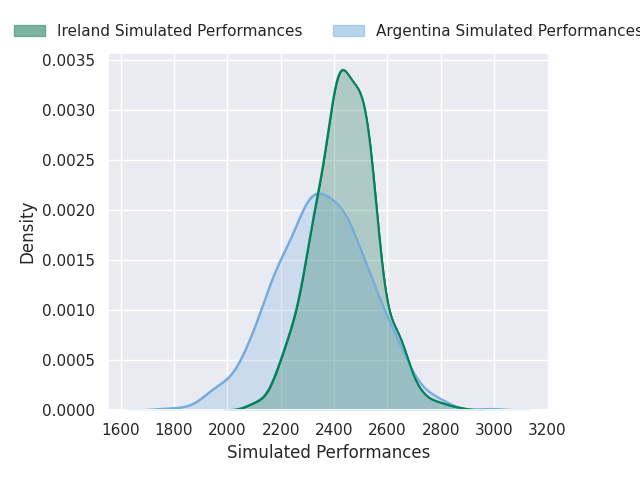 Ireland Simulated Performances Argentina Simulated Performances
0.0035
0.0030
0.0025
0.0020
0.0015
0.0010
0.0005
0.0000
Density
1600 1800 2000 2200 2400 2600 2800 3000 3200
Simulated Performances